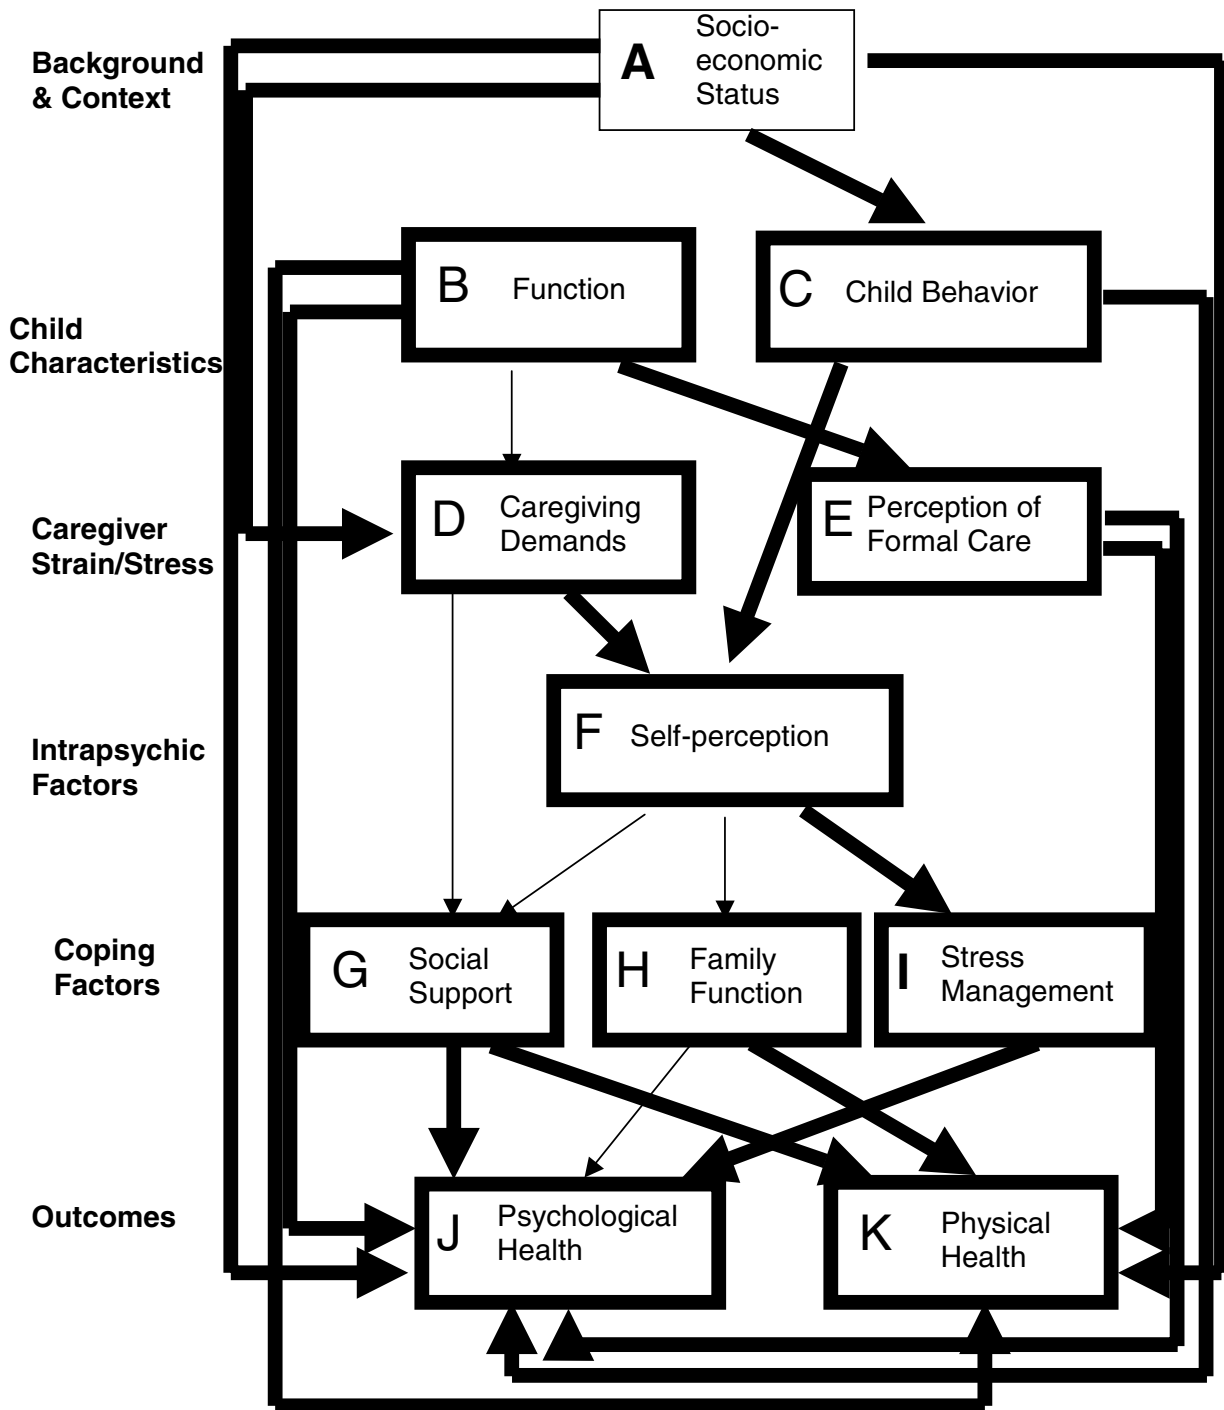 Background
& Context
A
Socio-
economic
Status
Child
Characteristics
B
Function
C
Child Behavior
Caregiver
Strain/Stress
D
Caregiving
Demands
E
Perception of
Formal Care
Intrapsychic
Factors
F
Self-perception
Coping
Factors
G
Social
Support
H
Family
Function
I
Stress
Management
Outcomes
J
Psychological
Health
K
Physical
Health